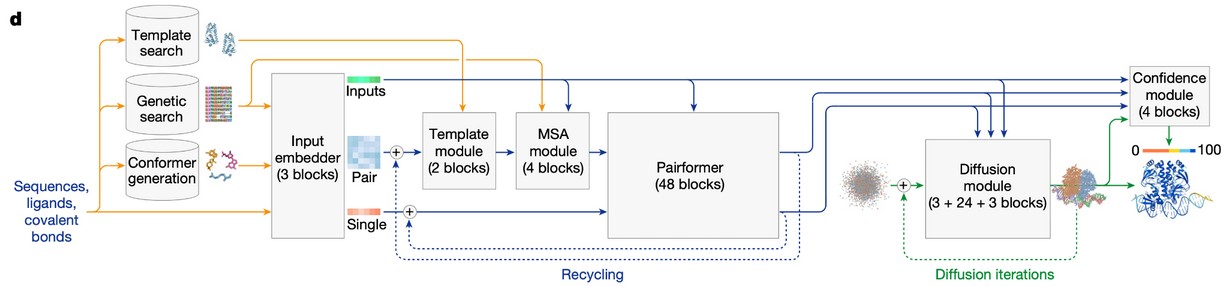 d
Template
search
Genetic
search
Conformer
generation
Sequences,
ligands,
covalent
bonds
Input
embedder
(3 blocks)
Inputs
Pair
Single
+
+
Template
module
(2 blocks)
MSA
module
(4 blocks)
Pairformer
(48 blocks)
Recycling
+
Diffusion
module
(3 + 24 + 3 blocks)
Diffusion iterations
Confidence
module
(4 blocks)
0 100